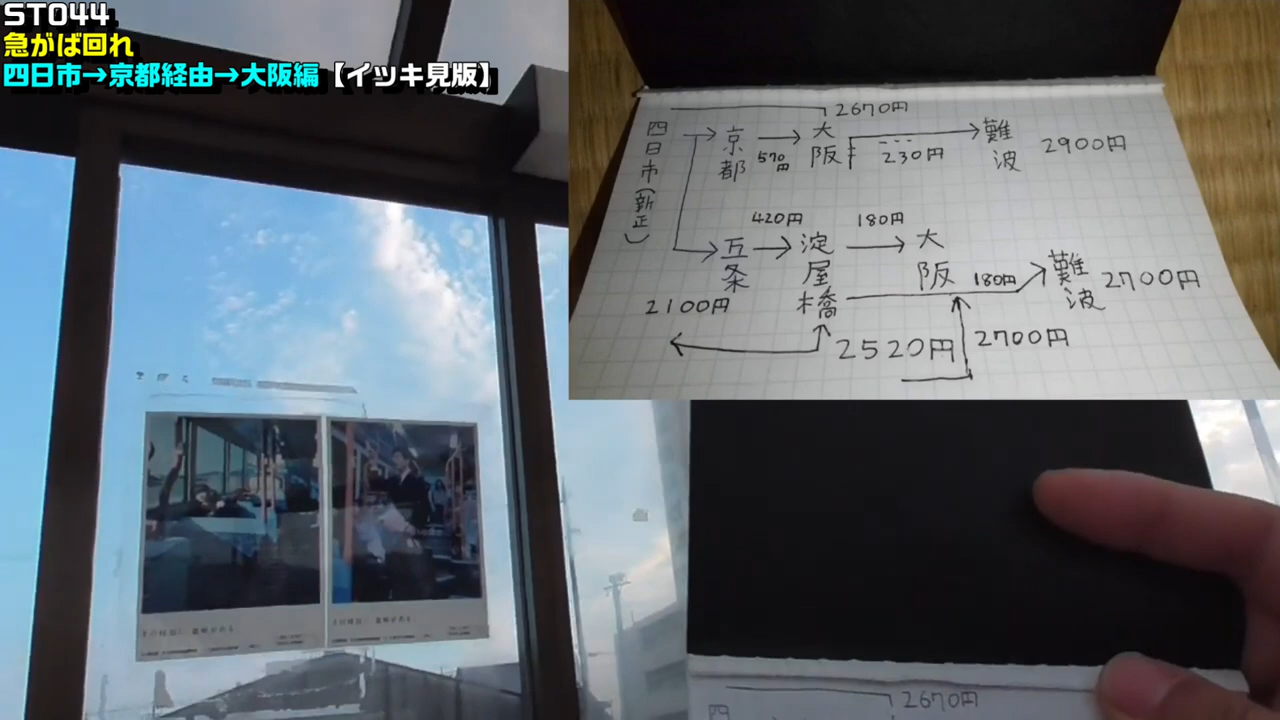 ST044
急がば回れ
四日市→京都経由→大阪編【イッキ見版】
2670円
四日市(新正)
京都
570円
大阪
230円
難波
2900円
五条
420円
淀屋橋
180円
大阪
180円
難波
2700円
2100円
2520円
2700円
2670円
四